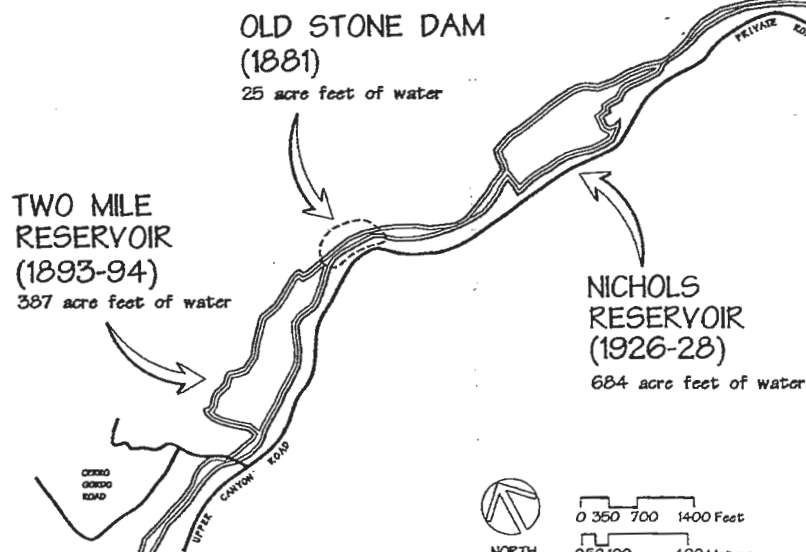 OLD STONE DAM
(1881)
25 acre feet of water
PRIVATE
TWO MILE
RESERVOIR
(1893-94)
387 acre feet of water
NICHOLS
RESERVOIR
(1926-28)
684 acre feet of water
CERRO
GORDO
ROAD
UPPER CANYON ROAD
0 350 700 1400 Feet
NORTH